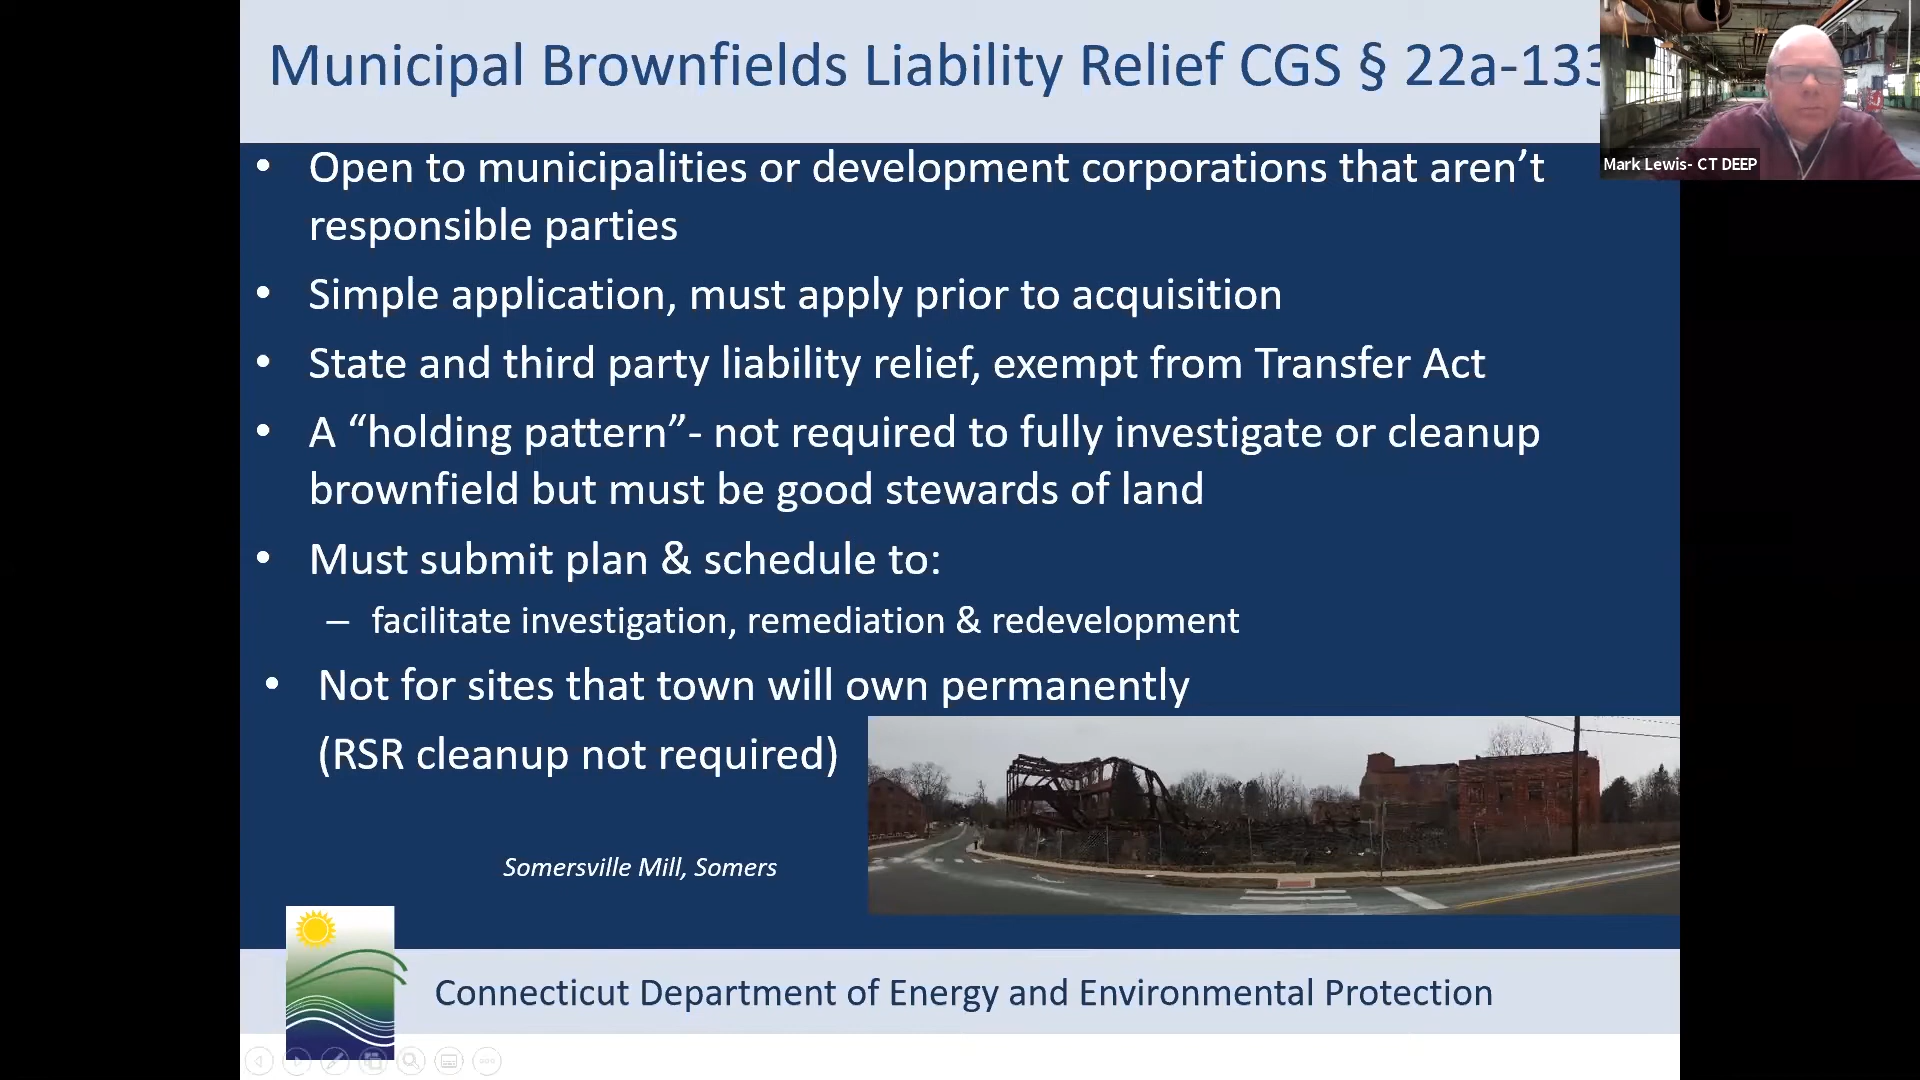 Municipal Brownfields Liability Relief CGS § 22a-133
Mark Lewis- CT DEEP
• Open to municipalities or development corporations that aren’t
responsible parties
• Simple application, must apply prior to acquisition
• State and third party liability relief, exempt from Transfer Act
• A “holding pattern”- not required to fully investigate or cleanup
brownfield but must be good stewards of land
• Must submit plan & schedule to:
– facilitate investigation, remediation & redevelopment
• Not for sites that town will own permanently
(RSR cleanup not required)
Somersville Mill, Somers
Connecticut Department of Energy and Environmental Protection